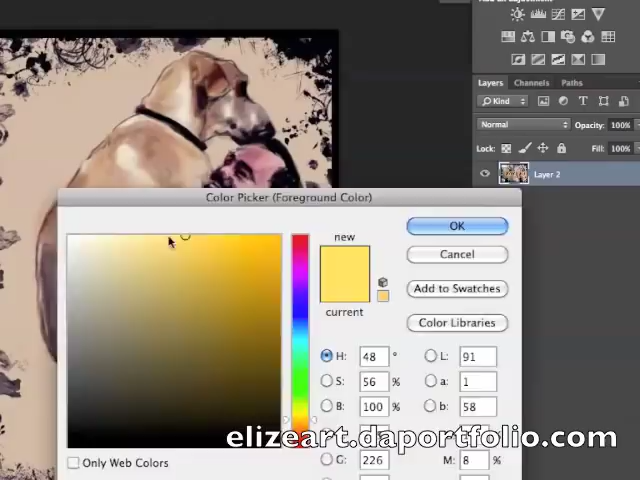 Layers Channels Paths
Kind
Normal Opacity: 100%
Lock: Fill: 100%
Layer 2
Color Picker (Foreground Color)
new
current
OK
Cancel
Add to Swatches
Color Libraries
H: 48 ° L: 91
S: 56 % a: 1
B: 100 % b: 58
G: 226 M: 8 %
Only Web Colors
elizeart.daportfolio.com